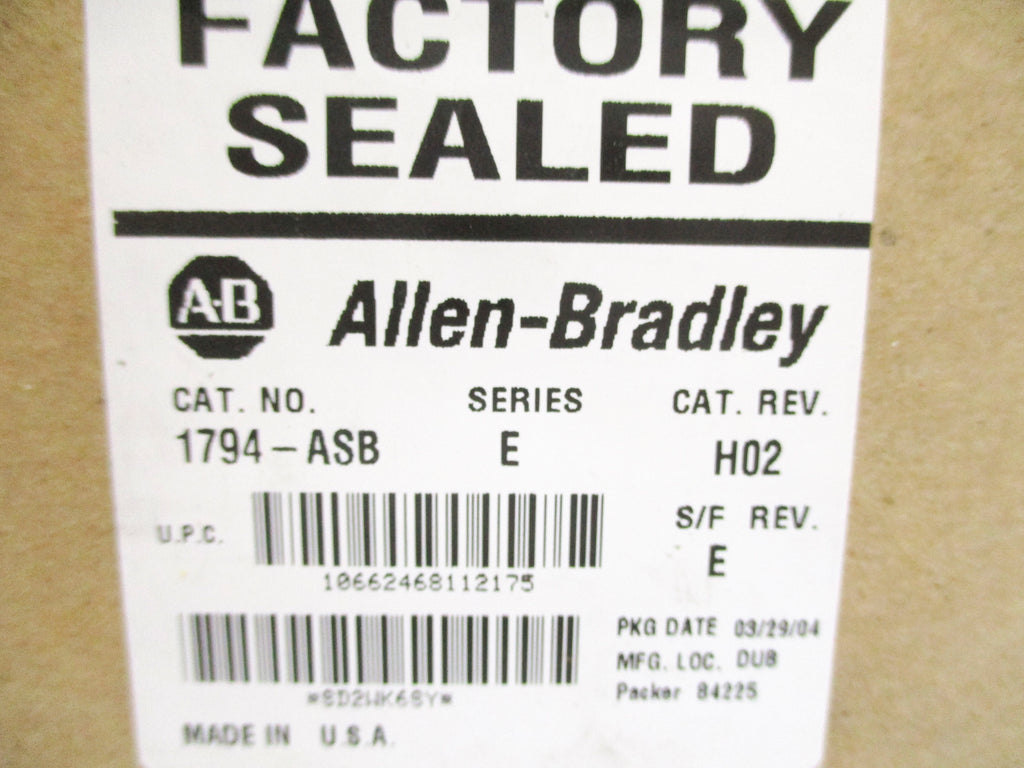 FACTORY
SEALED
A-B Allen-Bradley
CAT. NO. SERIES CAT. REV.
1794-ASB E H02
S/F REV.
U.P.C. E
10662468112175
PKG DATE 03/29/04
MFG. LOC. DUB
Packer 84225
MADE IN U.S.A.